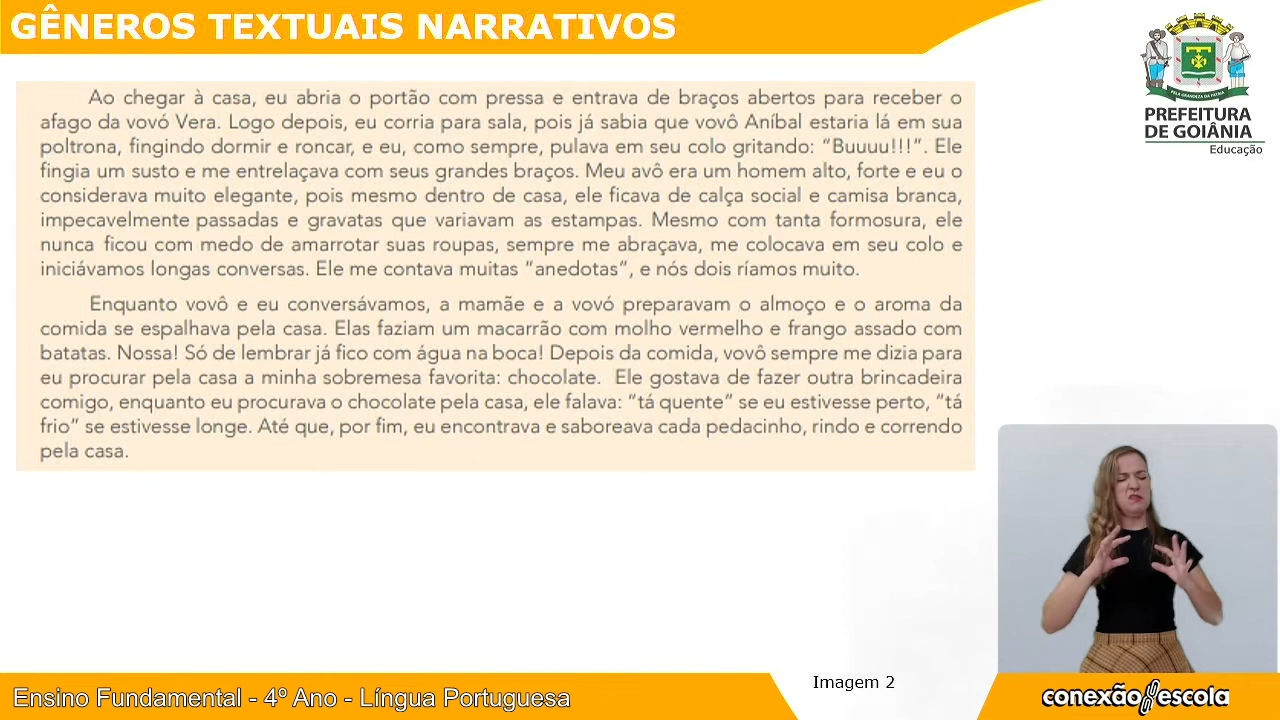 GÊNEROS TEXTUAIS NARRATIVOS
PELA GRANDEZA DA PATRIA
PREFEITURA
DE GOIÂNIA
Educação
Ao chegar à casa, eu abria o portão com pressa e entrava de braços abertos para receber o
afago da vovó Vera. Logo depois, eu corria para sala, pois já sabia que vovô Aníbal estaria lá em sua
poltrona, fingindo dormir e roncar, e eu, como sempre, pulava em seu colo gritando: “Buuuu!!!”. Ele
fingia um susto e me entrelaçava com seus grandes braços. Meu avô era um homem alto, forte e eu o
considerava muito elegante, pois mesmo dentro de casa, ele ficava de calça social e camisa branca,
impecavelmente passadas e gravatas que variavam as estampas. Mesmo com tanta formosura, ele
nunca ficou com medo de amarrotar suas roupas, sempre me abraçava, me colocava em seu colo e
iniciávamos longas conversas. Ele me contava muitas “anedotas”, e nós dois ríamos muito.
Enquanto vovô e eu conversávamos, a mamãe e a vovó preparavam o almoço e o aroma da
comida se espalhava pela casa. Elas faziam um macarrão com molho vermelho e frango assado com
batatas. Nossa! Só de lembrar já fico com água na boca! Depois da comida, vovô sempre me dizia para
eu procurar pela casa a minha sobremesa favorita: chocolate. Ele gostava de fazer outra brincadeira
comigo, enquanto eu procurava o chocolate pela casa, ele falava: “tá quente” se eu estivesse perto, “tá
frio” se estivesse longe. Até que, por fim, eu encontrava e saboreava cada pedacinho, rindo e correndo
pela casa.
Imagem 2
Ensino Fundamental - 4º Ano - Língua Portuguesa
conexão escola